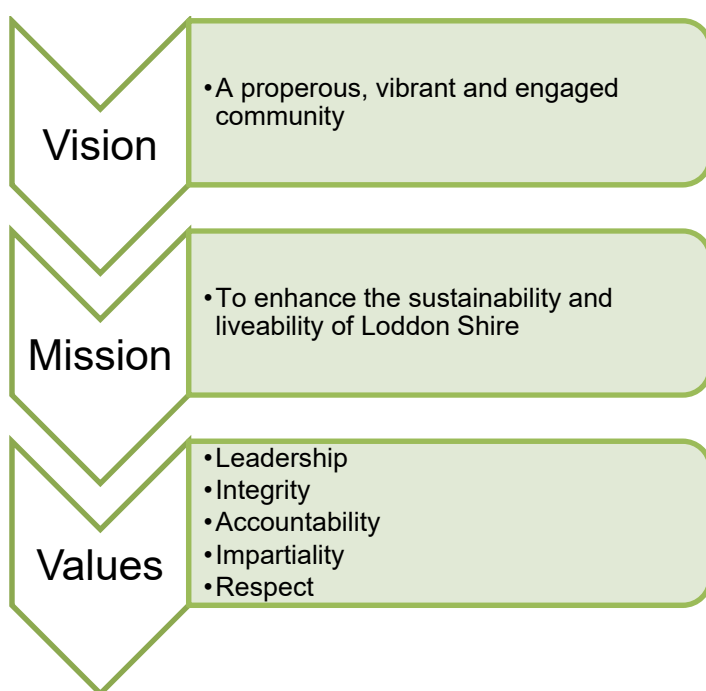 Vision
•A properous, vibrant and engaged
community
Mission
•To enhance the sustainability and
liveability of Loddon Shire
Values
•Leadership
•Integrity
•Accountability
•Impartiality
•Respect